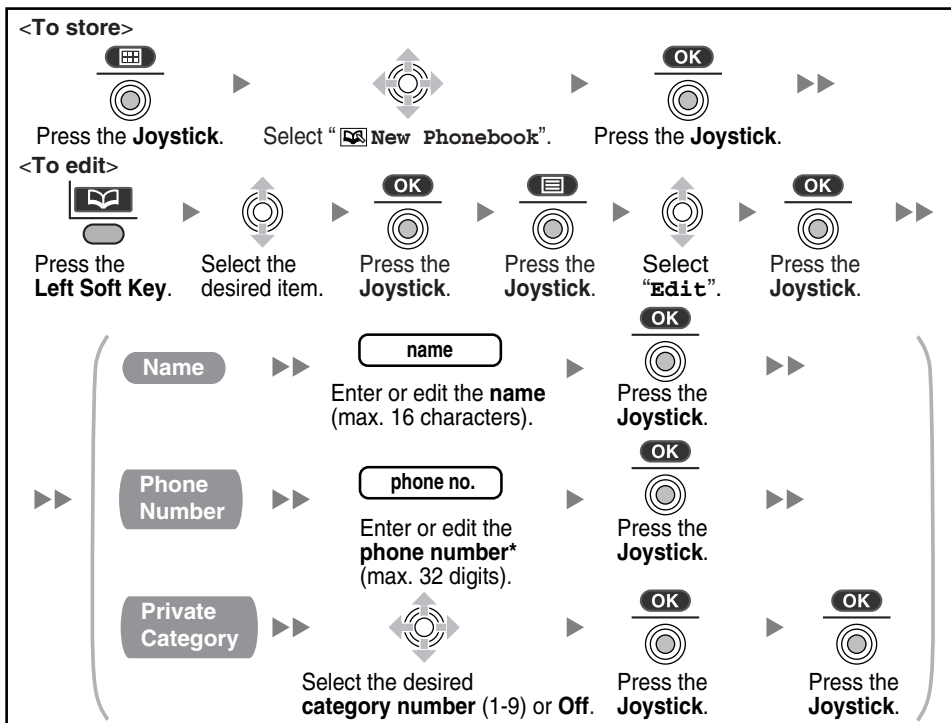 <To store>
OK
Press the Joystick. Select “ New Phonebook”. Press the Joystick.
<To edit>
OK OK
Press the Left Soft Key. Select the desired item. Press the Joystick. Press the Joystick. Select “Edit”. Press the Joystick.
Name
name
Enter or edit the name
(max. 16 characters).
OK
Press the
Joystick.
Phone
Number
phone no.
Enter or edit the
phone number*
(max. 32 digits).
OK
Press the
Joystick.
Private
Category
Select the desired
category number (1-9) or Off.
OK
Press the
Joystick.
OK
Press the
Joystick.